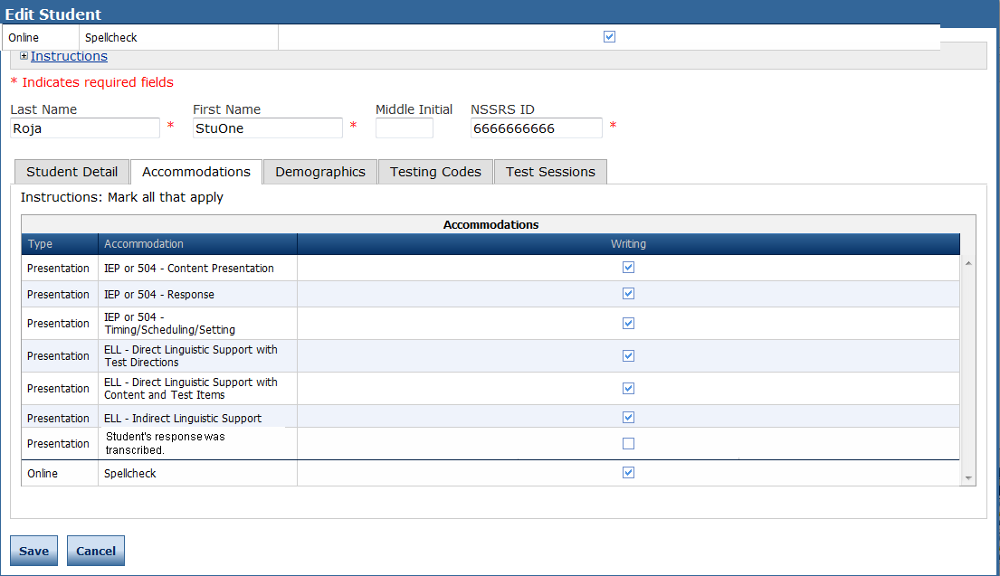 Edit Student
Online Spellcheck
Instructions
* Indicates required fields
Last Name First Name Middle Initial NSSRS ID
Roja * StuOne * 6666666666 *
Student Detail Accommodations Demographics Testing Codes Test Sessions
Instructions: Mark all that apply
Accommodations
Type Accommodation Writing
Presentation IEP or 504 - Content Presentation
Presentation IEP or 504 - Response
Presentation IEP or 504 -
Timing/Scheduling/Setting
Presentation ELL - Direct Linguistic Support with
Test Directions
Presentation ELL - Direct Linguistic Support with
Content and Test Items
Presentation ELL - Indirect Linguistic Support
Presentation Student's response was
transcribed.
Online Spellcheck
Save Cancel